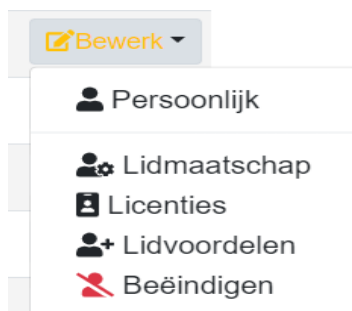 Bewerk
Persoonlijk
Lidmaatschap
Licenties
Lidvoordelen
Beëindigen